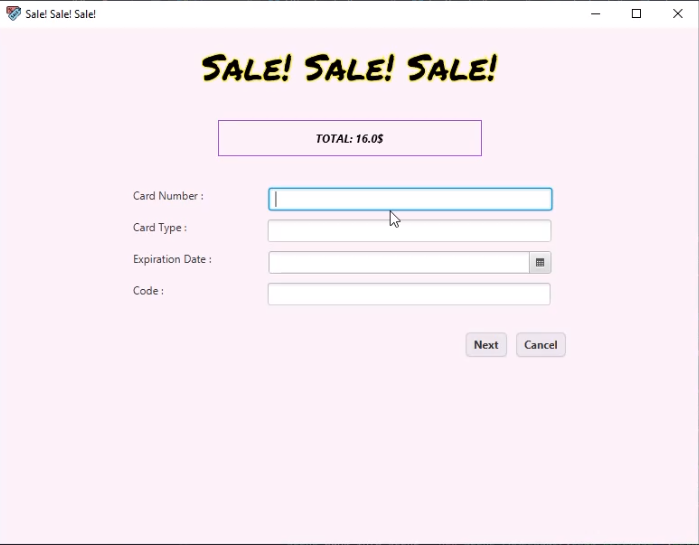 Sale! Sale! Sale!
Sale! Sale! Sale!
TOTAL: 16.0$
Card Number :
Card Type :
Expiration Date :
Code :
Next Cancel